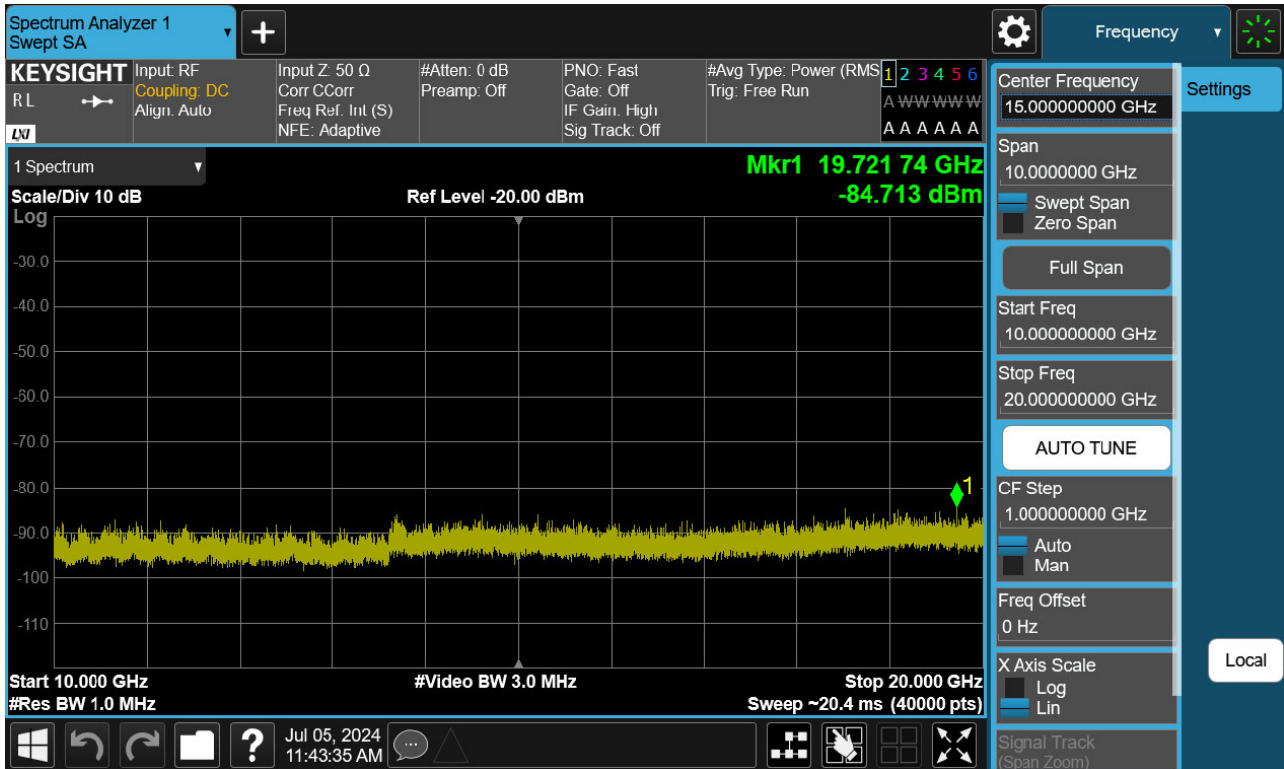 Spectrum Analyzer 1
Swept SA
+
Frequency
KEYSIGHT
RL
LXI
Input: RF
Coupling: DC
Align: Auto
Input Z: 50 Ω
Corr CCorr
Freq Ref: Int (S)
NFE: Adaptive
#Atten: 0 dB
Preamp: Off
PNO: Fast
Gate: Off
IF Gain: High
Sig Track: Off
#Avg Type: Power (RMS
Trig: Free Run
1 2 3 4 5 6
A W W W W W
A A A A A A
1 Spectrum
Scale/Div 10 dB
Log
Ref Level -20.00 dBm
Mkr1 19.721 74 GHz
-84.713 dBm
-30.0
-40.0
-50.0
-60.0
-70.0
-80.0
-90.0
-100
-110
1
Start 10.000 GHz
#Res BW 1.0 MHz
#Video BW 3.0 MHz
Stop 20.000 GHz
Sweep ~20.4 ms (40000 pts)
Jul 05, 2024
11:43:35 AM
?
Center Frequency
15.000000000 GHz
Span
10.0000000 GHz
Swept Span
Zero Span
Full Span
Start Freq
10.000000000 GHz
Stop Freq
20.000000000 GHz
AUTO TUNE
CF Step
1.000000000 GHz
Auto
Man
Freq Offset
0 Hz
X Axis Scale
Log
Lin
Signal Track
(Span Zoom)
Settings
Local